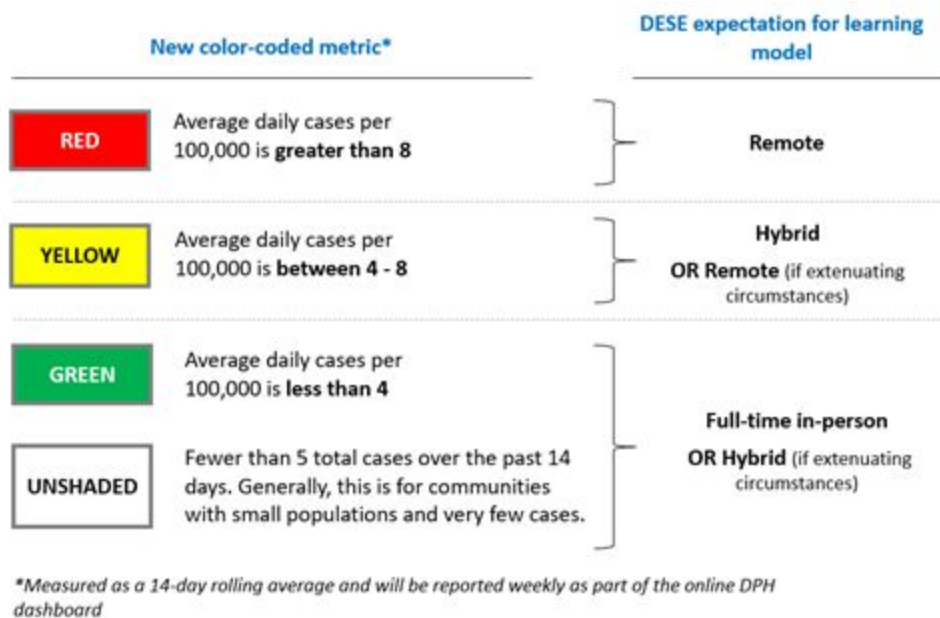 New color-coded metric*
DESE expectation for learning
model
RED
Average daily cases per
100,000 is greater than 8
Remote
YELLOW
Average daily cases per
100,000 is between 4 - 8
Hybrid
OR Remote (if extenuating
circumstances)
GREEN
Average daily cases per
100,000 is less than 4
UNSHADED
Fewer than 5 total cases over the past 14
days. Generally, this is for communities
with small populations and very few cases.
Full-time in-person
OR Hybrid (if extenuating
circumstances)
*Measured as a 14-day rolling average and will be reported weekly as part of the online DPH
dashboard